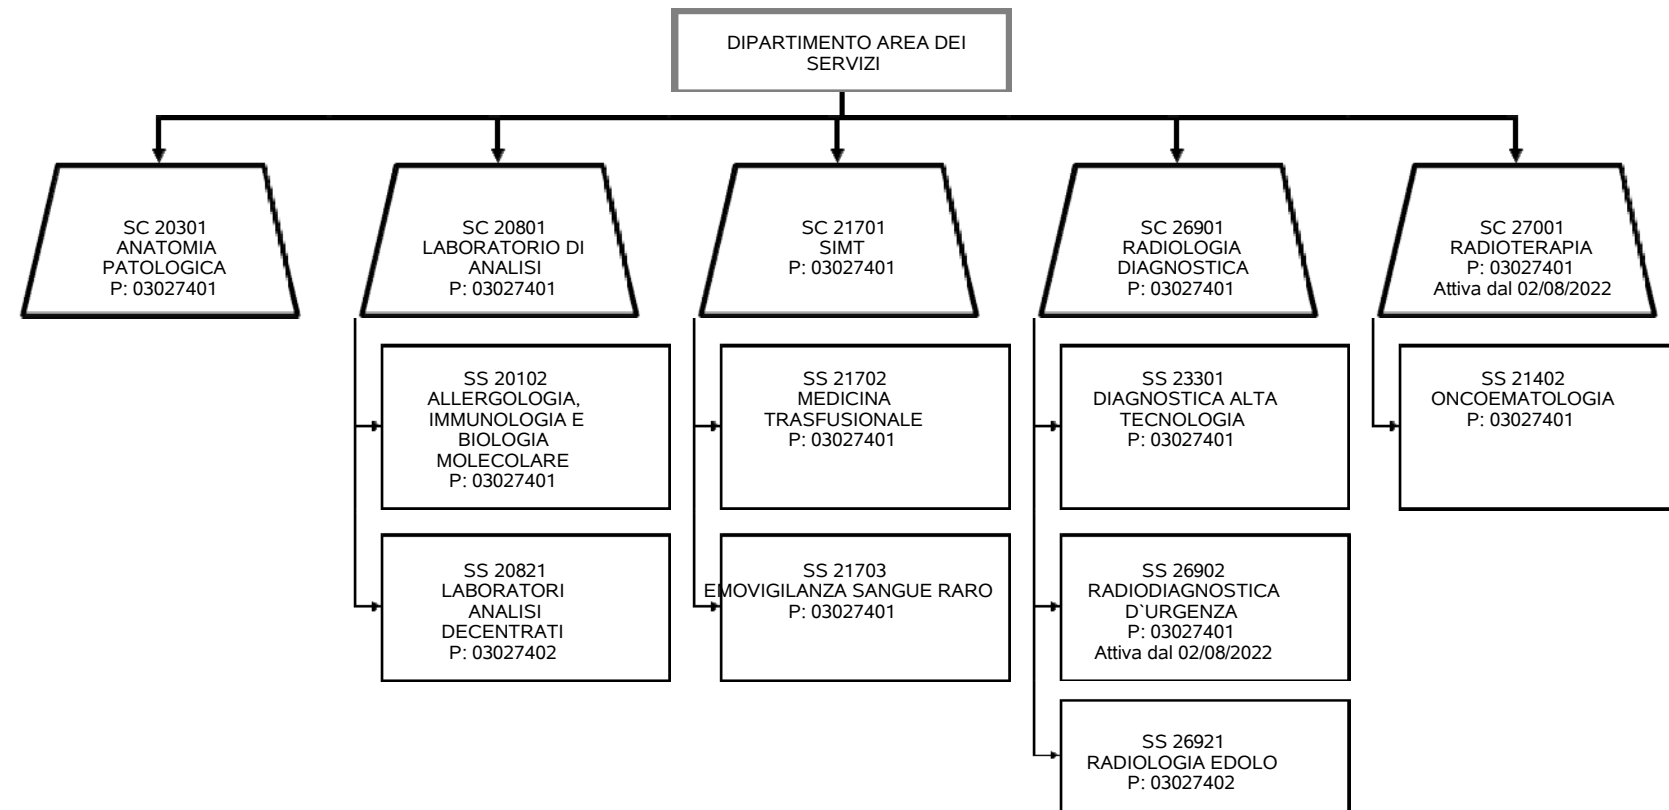 DIPARTIMENTO AREA DEI
SERVIZI
SC 20301
ANATOMIA
PATOLOGICA
P: 03027401
SC 20801
LABORATORIO DI
ANALISI
P: 03027401
SC 21701
SIMT
P: 03027401
SC 26901
RADIOLOGIA
DIAGNOSTICA
P: 03027401
SC 27001
RADIOTERAPIA
P: 03027401
Attiva dal 02/08/2022
SS 20102
ALLERGOLOGIA,
IMMUNOLOGIA E
BIOLOGIA
MOLECOLARE
P: 03027401
SS 21702
MEDICINA
TRASFUSIONALE
P: 03027401
SS 23301
DIAGNOSTICA ALTA
TECNOLOGIA
P: 03027401
SS 21402
ONCOEMATOLOGIA
P: 03027401
SS 20821
LABORATORI
ANALISI
DECENTRATI
P: 03027402
SS 21703
EMOVIGILANZA SANGUE RARO
P: 03027401
SS 26902
RADIODIAGNOSTICA
D`URGENZA
P: 03027401
Attiva dal 02/08/2022
SS 26921
RADIOLOGIA EDOLO
P: 03027402